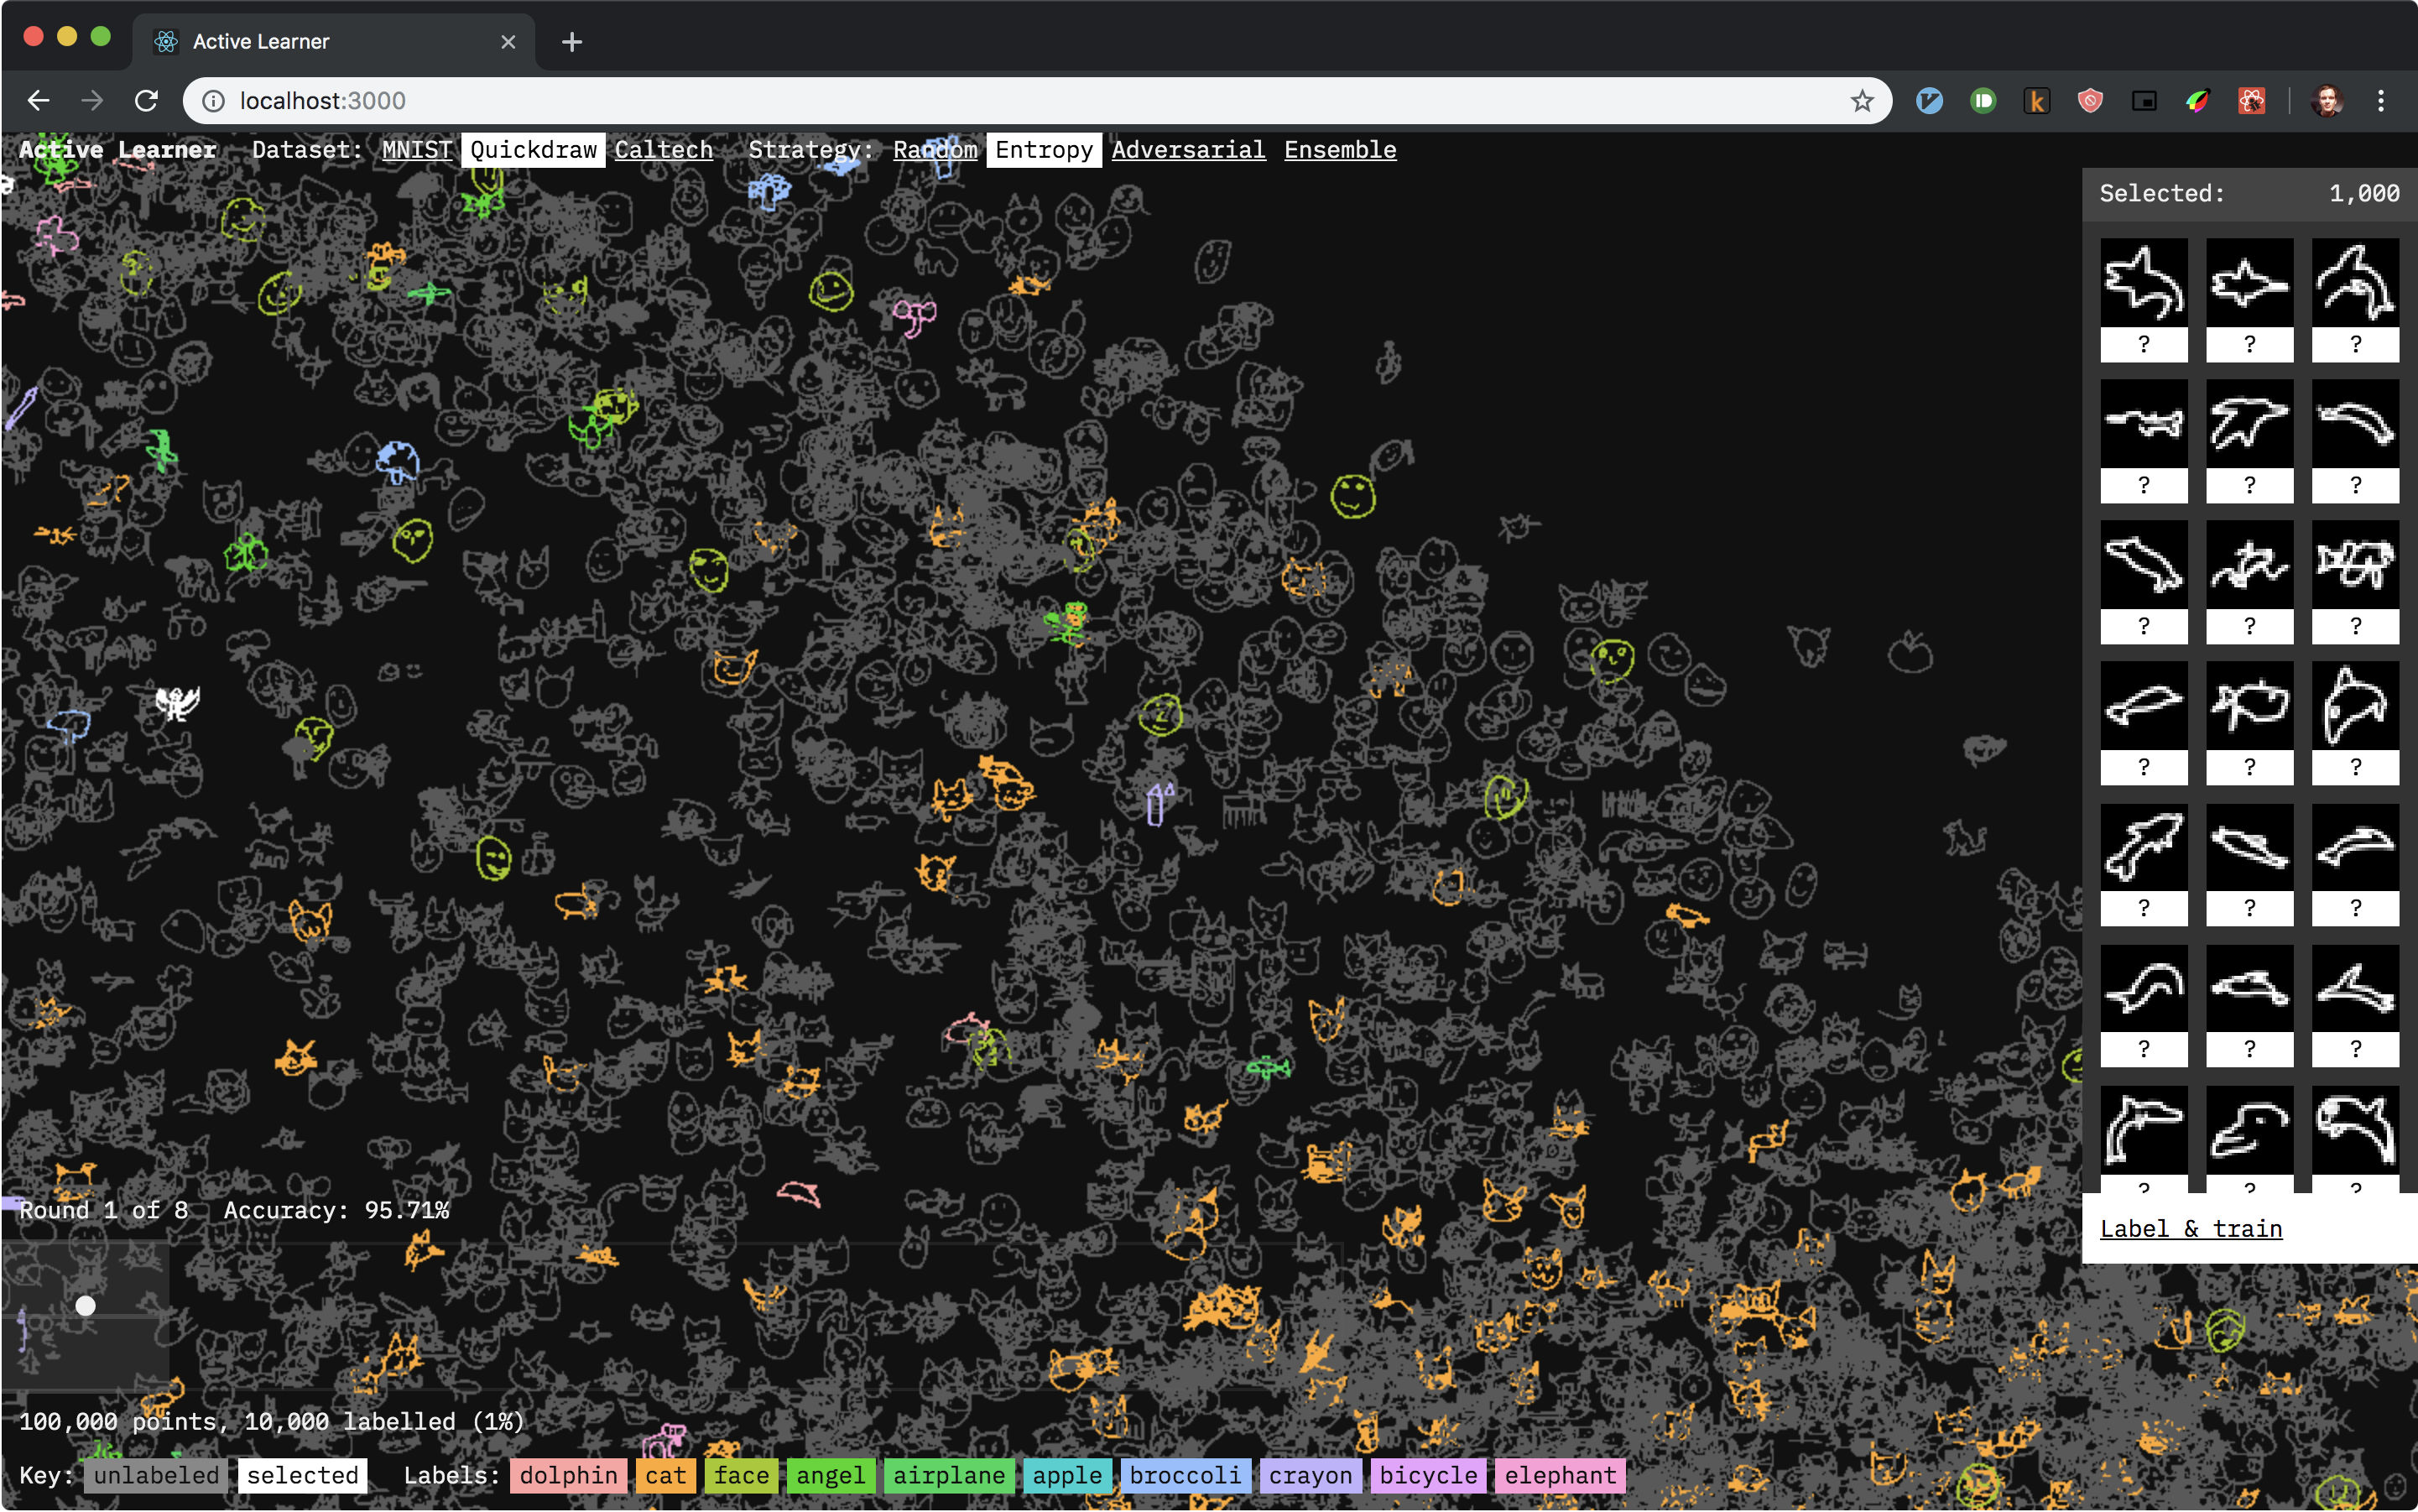 Active Learner
localhost:3000
Active Learner Dataset: MNIST Quickdraw Caltech Strategy: Random Entropy Adversarial Ensemble
Selected: 1,000
? ? ?
? ? ?
? ? ?
? ? ?
? ? ?
? ? ?
? ? ?
Label & train
Round 1 of 8 Accuracy: 95.71%
100,000 points, 10,000 labelled (1%)
Key: unlabeled selected Labels: dolphin cat face angel airplane apple broccoli crayon bicycle elephant